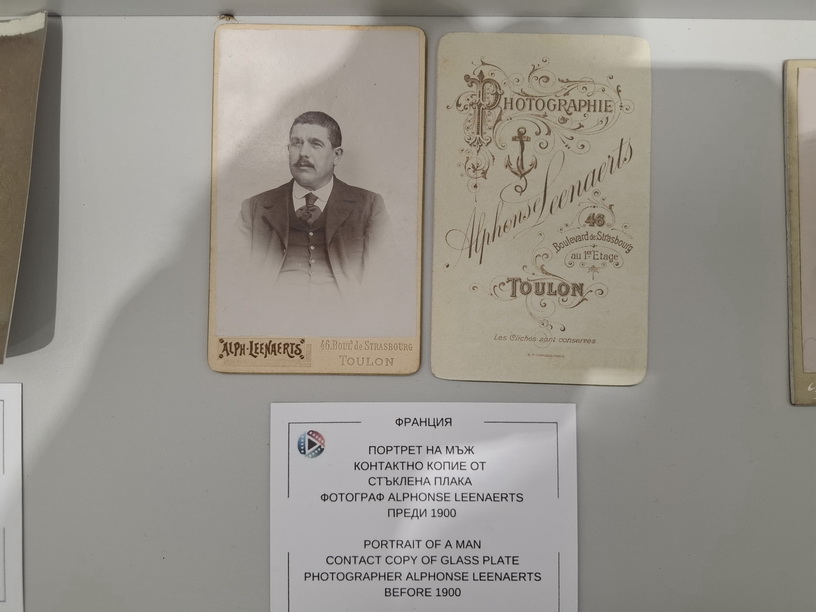 ALPH. LEENAERTS
46. Boul.d de STRASBOURG
TOULON
PHOTOGRAPHIE
Alphonse Leenaerts
46
Boulevard de Strasbourg
au 1er Etage
TOULON
Les Clichés sont conservés
ФРАНЦИЯ
ПОРТРЕТ НА МЪЖ
КОНТАКТНО КОПИЕ ОТ
СТЪКЛЕНА ПЛАКА
ФОТОГРАФ ALPHONSE LEENAERTS
ПРЕДИ 1900
PORTRAIT OF A MAN
CONTACT COPY OF GLASS PLATE
PHOTOGRAPHER ALPHONSE LEENAERTS
BEFORE 1900